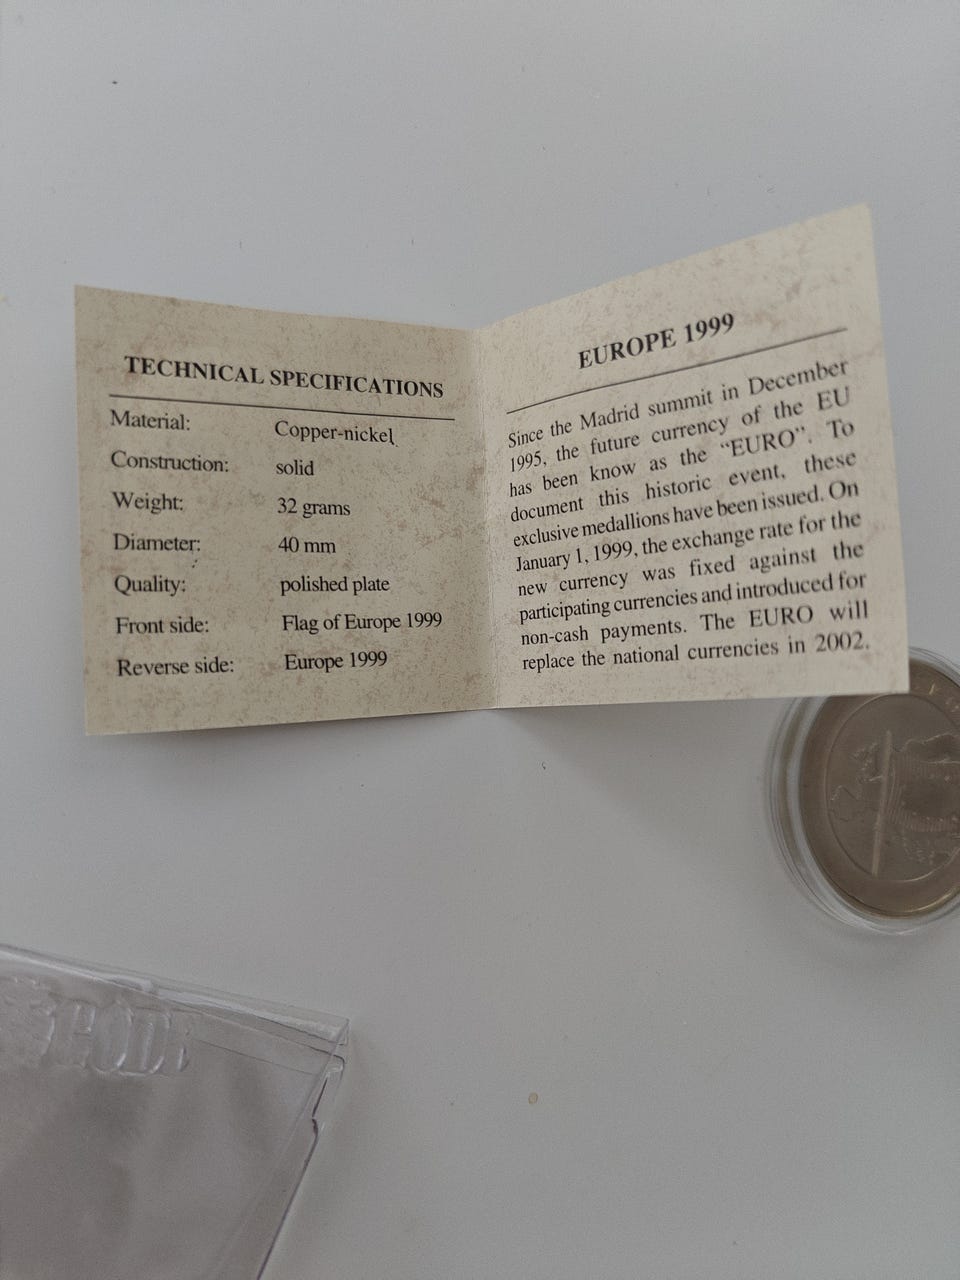 TECHNICAL SPECIFICATIONS
Material: Copper-nickel
Construction: solid
Weight: 32 grams
Diameter: 40 mm
Quality: polished plate
Front side: Flag of Europe 1999
Reverse side: Europe 1999
EUROPE 1999
Since the Madrid summit in December
1995, the future currency of the EU
has been know as the “EURO”. To
document this historic event, these
exclusive medallions have been issued. On
January 1, 1999, the exchange rate for the
new currency was fixed against the
participating currencies and introduced for
non-cash payments. The EURO will
replace the national currencies in 2002.